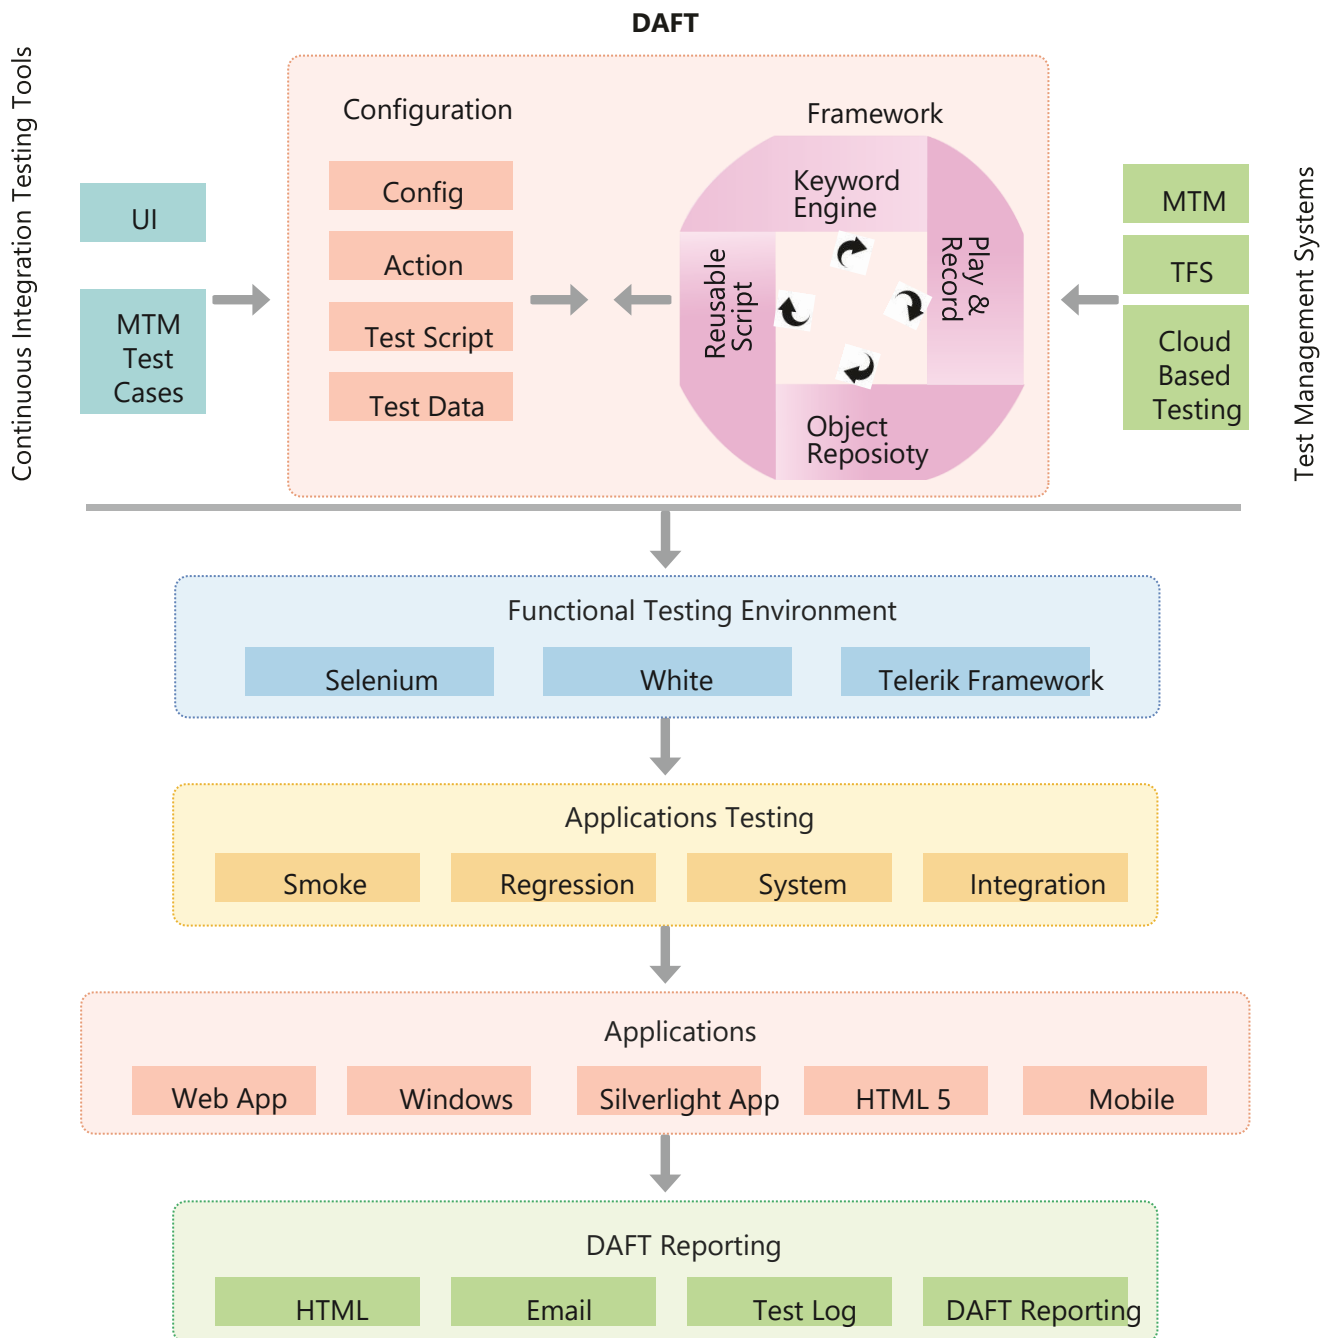 DAFT
Continuous Integration Testing Tools
UI
MTM
Test
Cases
Configuration
Config
Action
Test Script
Test Data
Framework
Keyword
Engine
Play &
Record
Reusable
Script
Object
Reposioty
MTM
TFS
Cloud
Based
Testing
Test Management Systems
Functional Testing Environment
Selenium
White
Telerik Framework
Applications Testing
Smoke
Regression
System
Integration
Applications
Web App
Windows
Silverlight App
HTML 5
Mobile
DAFT Reporting
HTML
Email
Test Log
DAFT Reporting